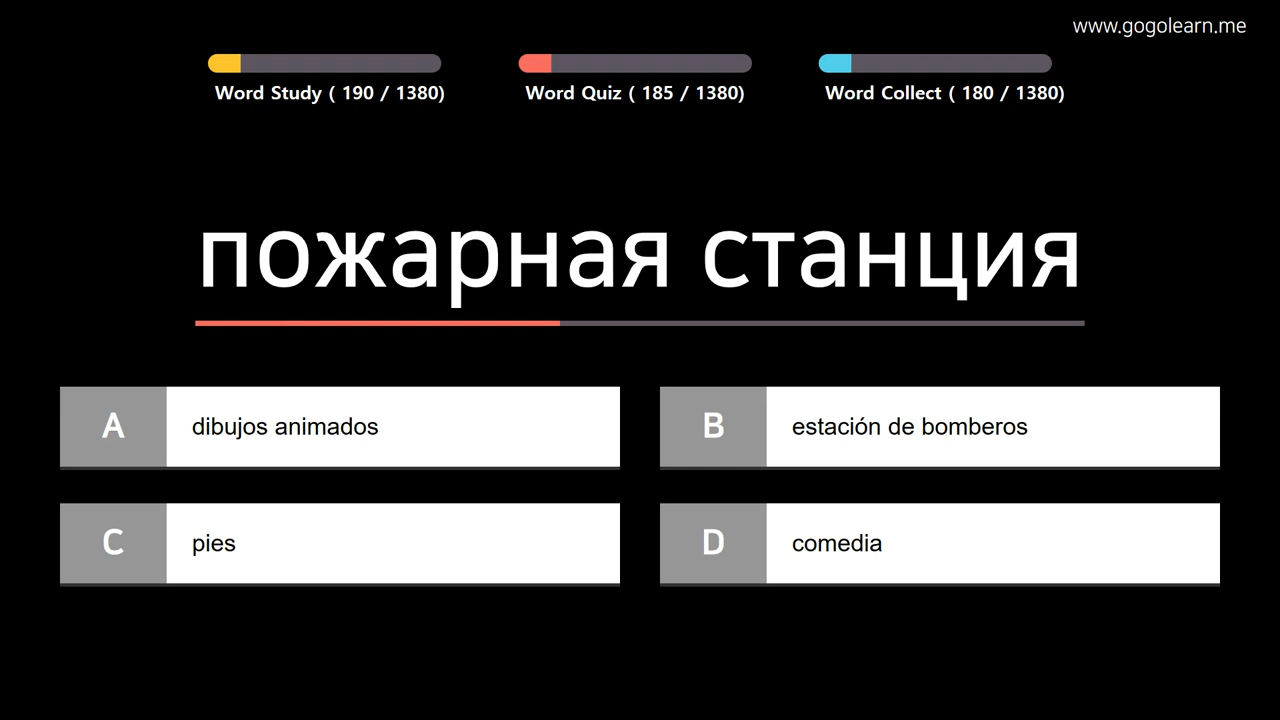 www.gogolearn.me
Word Study ( 190 / 1380)
Word Quiz ( 185 / 1380)
Word Collect ( 180 / 1380)
пожарная станция
A
dibujos animados
B
estación de bomberos
C
pies
D
comedia